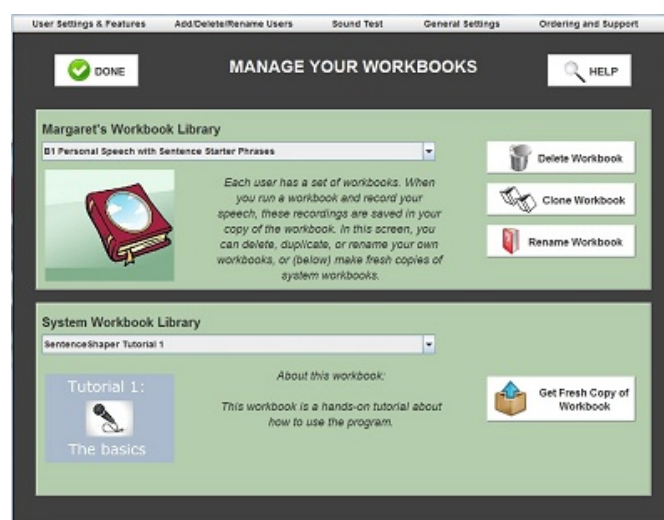 User Settings & Features Add/Delete/Rename Users Sound Test General Settings Ordering and Support
DONE MANAGE YOUR WORKBOOKS HELP
Margaret's Workbook Library
B1 Personal Speech with Sentence Starter Phrases
Each user has a set of workbooks. When
you run a workbook and record your
speech, these recordings are saved in your
copy of the workbook. In this screen, you
can delete, duplicate, or rename your own
workbooks, or (below) make fresh copies of
system workbooks.
Delete Workbook
Clone Workbook
Rename Workbook
System Workbook Library
SentenceShaper Tutorial 1
Tutorial 1:
The basics
About this workbook:
This workbook is a hands-on tutorial about
how to use the program.
Get Fresh Copy of
Workbook